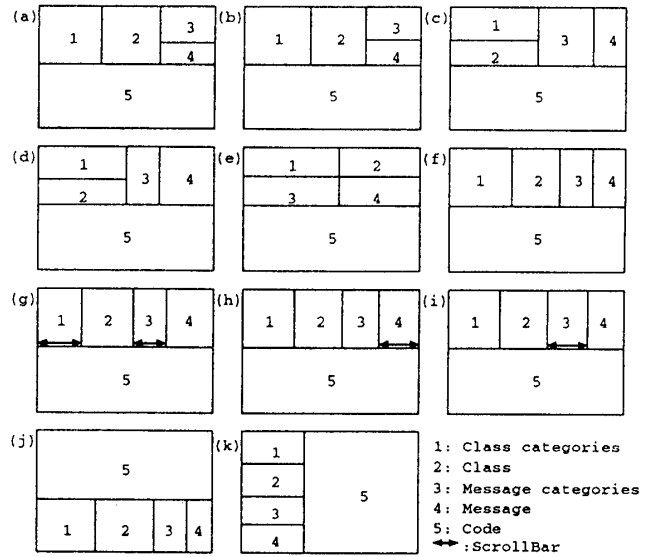 (a) 1 2 3 4 5
(b) 1 2 3 4 5
(c) 1 2 3 4 5
(d) 1 2 3 4 5
(e) 1 2 3 4 5
(f) 1 2 3 4 5
(g) 1 2 3 4 5
(h) 1 2 3 4 5
(i) 1 2 3 4 5
(j) 5 1 2 3 4
(k) 1 2 3 4 5
1: Class categories
2: Class
3: Message categories
4: Message
5: Code
:ScrollBar